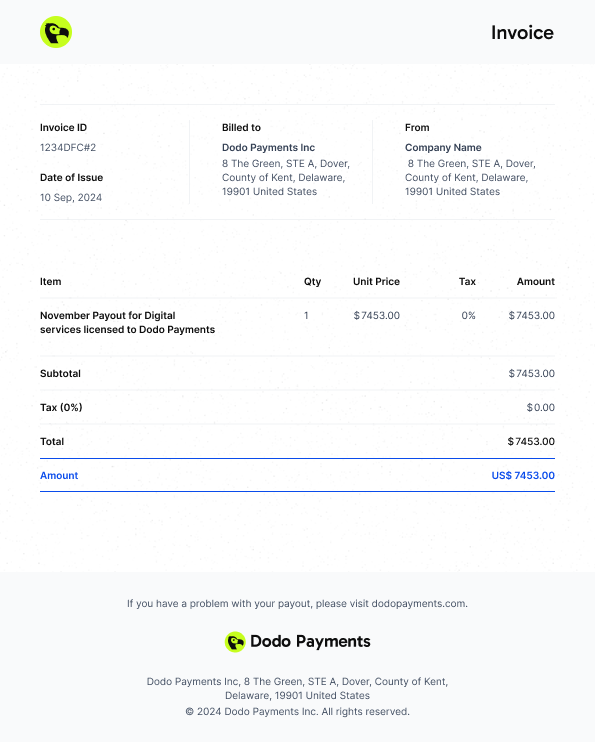 Invoice
Invoice ID
1234DFC#2
Date of Issue
10 Sep, 2024
Billed to
Dodo Payments Inc
8 The Green, STE A, Dover,
County of Kent, Delaware,
19901 United States
From
Company Name
8 The Green, STE A, Dover,
County of Kent, Delaware,
19901 United States
Item Qty Unit Price Tax Amount
November Payout for Digital 1 $7453.00 0% $7453.00
services licensed to Dodo Payments
Subtotal $7453.00
Tax (0%) $0.00
Total $7453.00
Amount US$ 7453.00
If you have a problem with your payout, please visit dodopayments.com.
Dodo Payments
Dodo Payments Inc, 8 The Green, STE A, Dover, County of Kent,
Delaware, 19901 United States
© 2024 Dodo Payments Inc. All rights reserved.